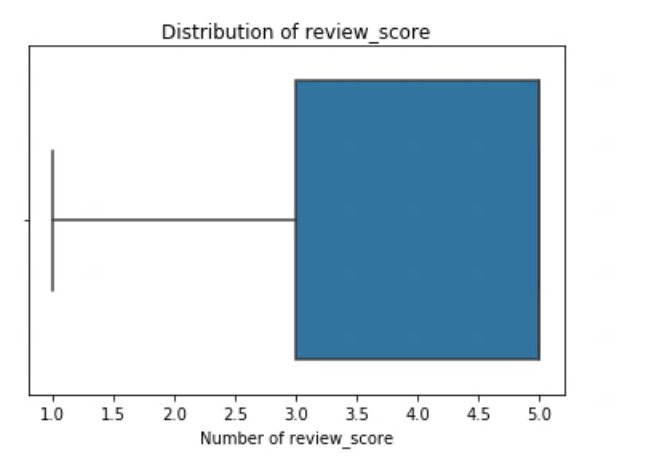 Distribution of review_score
1.0 1.5 2.0 2.5 3.0 3.5 4.0 4.5 5.0
Number of review_score